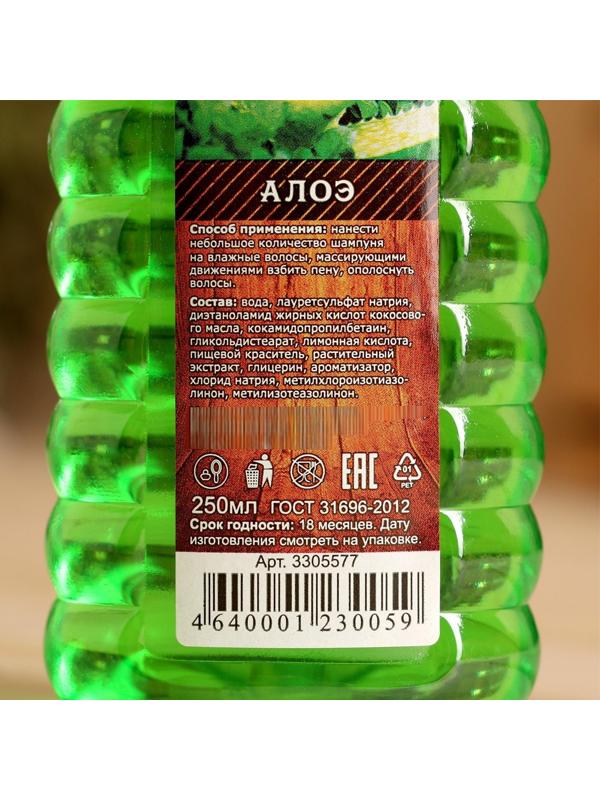 АЛОЭ
Способ применения: нанести
небольшое количество шампуня
на влажные волосы, массирующими
движениями взбить пену, ополоснуть
волосы.
Состав: вода, лауретсульфат натрия,
диэтаноламид жирных кислот кокосово-
го масла, кокамидопропилбетаин,
гликольдистеарат, лимонная кислота,
пищевой краситель, растительный
экстракт, глицерин, ароматизатор,
хлорид натрия, метилхлороизотиазо-
линон, метилизотеазолинон.
EAC
01
PET
250мл ГОСТ 31696-2012
Срок годности: 18 месяцев. Дату
изготовления смотреть на упаковке.
Арт. 3305577
4 640001 230059